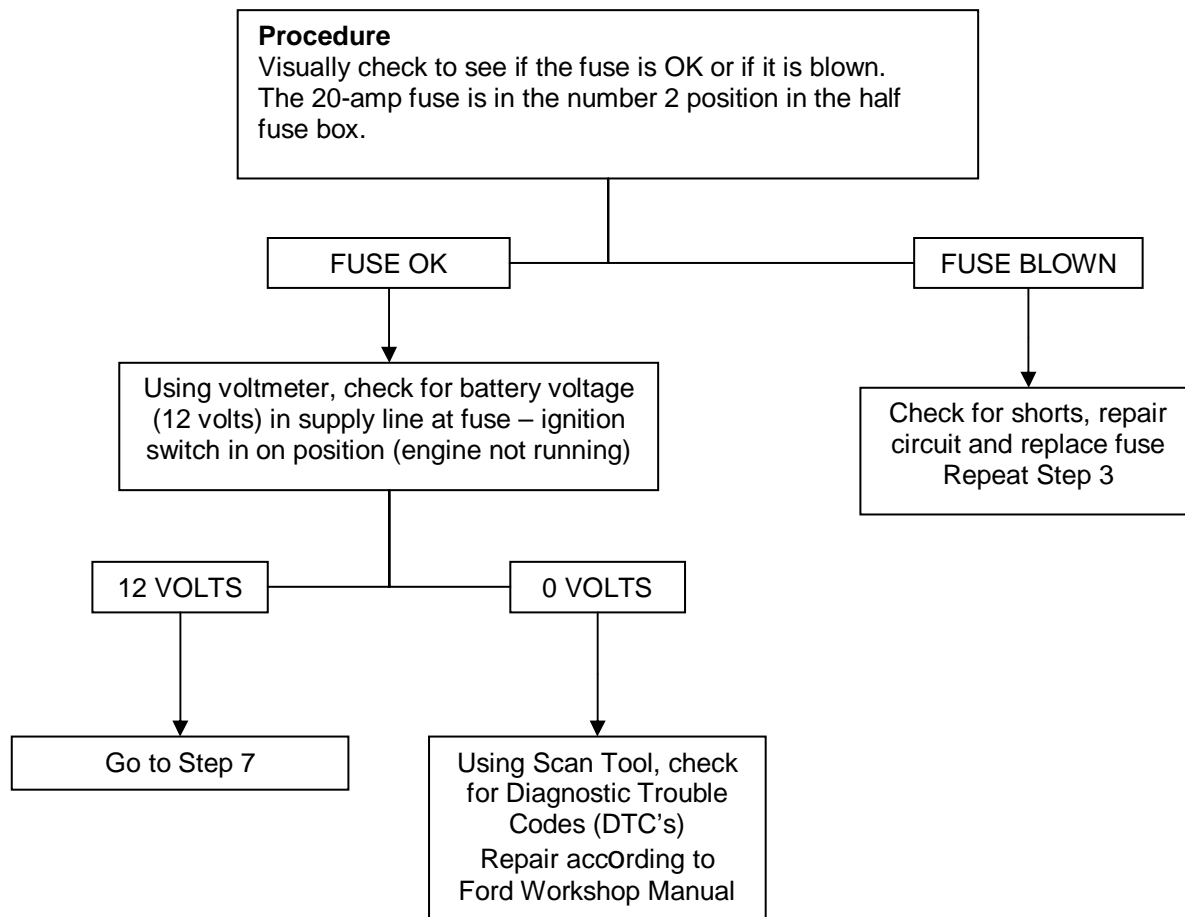 Procedure
Visually check to see if the fuse is OK or if it is blown.
The 20-amp fuse is in the number 2 position in the half
fuse box.
FUSE OK
FUSE BLOWN
Using voltmeter, check for battery voltage
(12 volts) in supply line at fuse – ignition
switch in on position (engine not running)
Check for shorts, repair
circuit and replace fuse
Repeat Step 3
12 VOLTS
0 VOLTS
Go to Step 7
Using Scan Tool, check
for Diagnostic Trouble
Codes (DTC’s)
Repair according to
Ford Workshop Manual